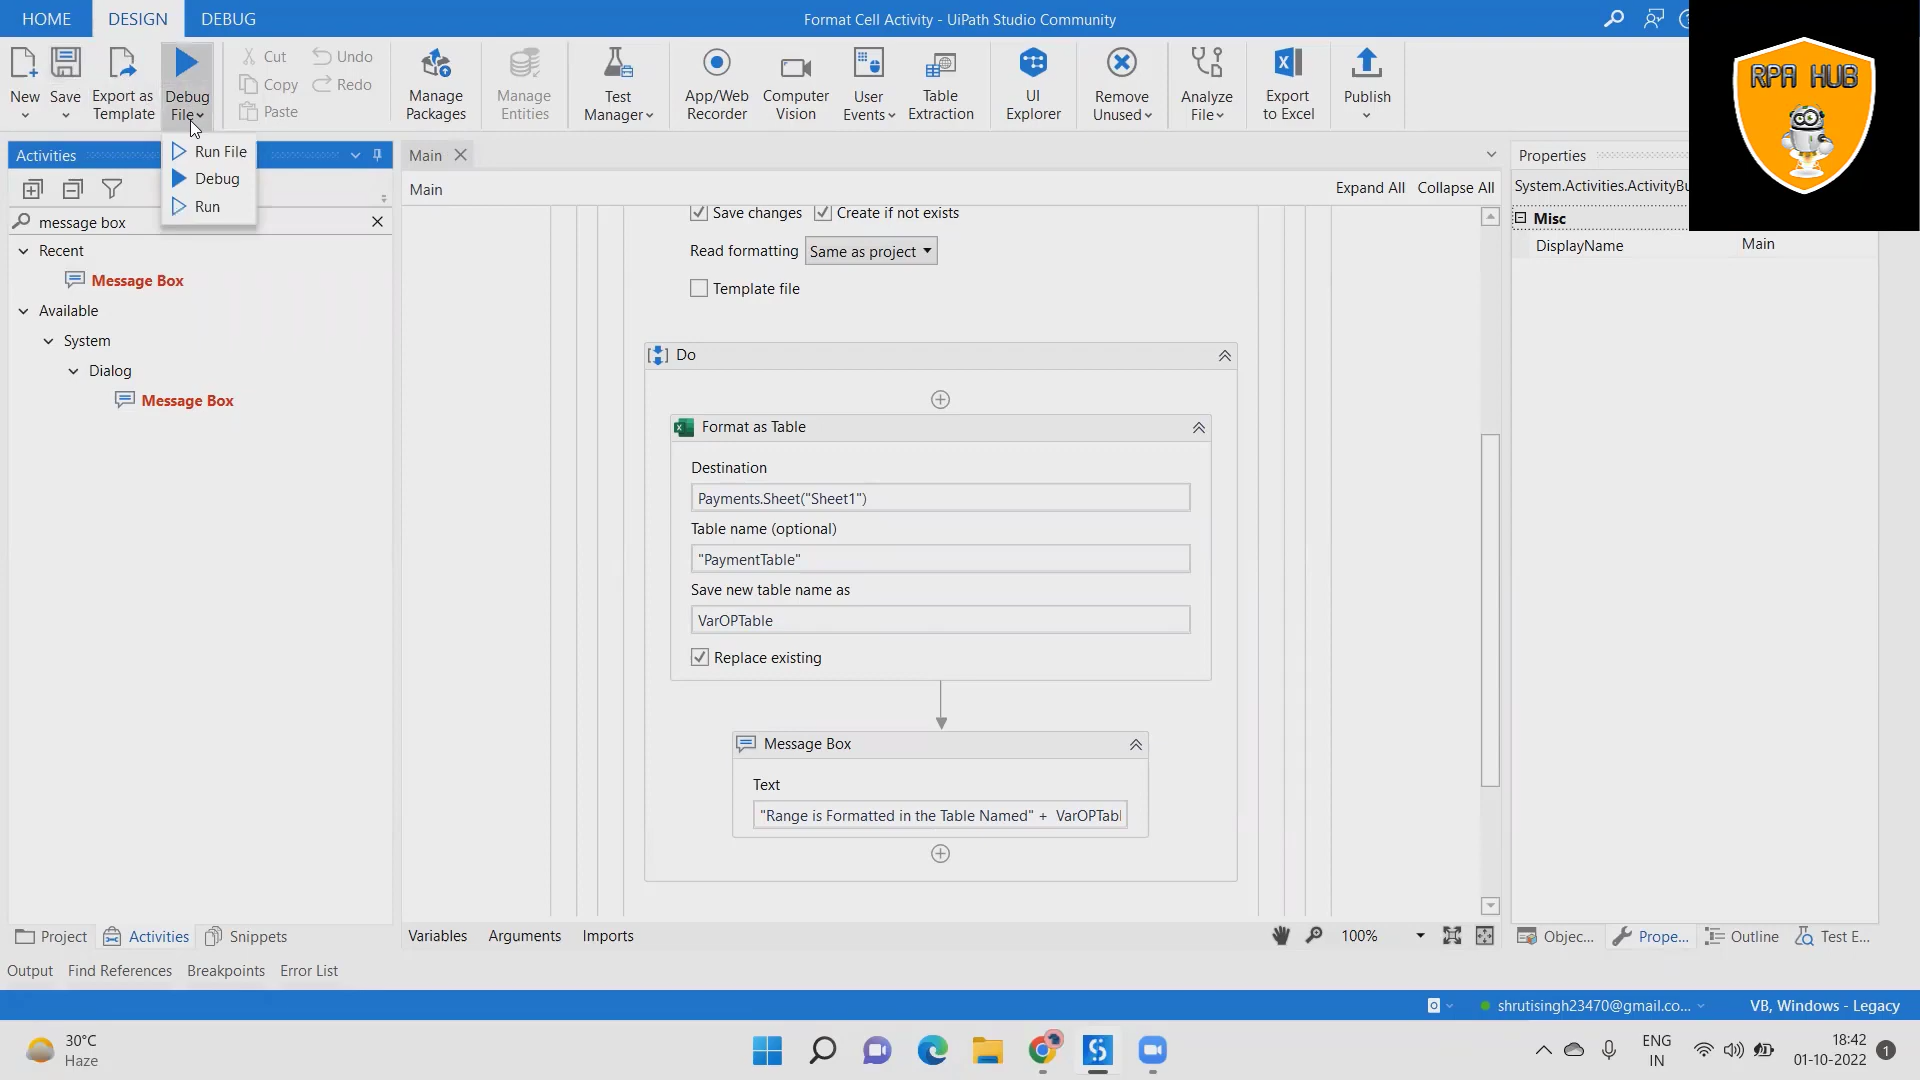 HOME
DESIGN
DEBUG
Format Cell Activity - UiPath Studio Community
New
Save
Export as Template
Debug File
Cut
Copy
Paste
Undo
Redo
Manage Packages
Manage Entities
Test Manager
App/Web Recorder
Computer Vision
User Events
Table Extraction
UI Explorer
Remove Unused
Analyze File
Export to Excel
Publish
RPA HUB
Run File
Debug
Run
Activities
message box
Recent
Message Box
Available
System
Dialog
Message Box
Main
Main
Expand All
Collapse All
Save changes
Create if not exists
Read formatting
Same as project
Template file
Do
Format as Table
Destination
Payments.Sheet("Sheet1")
Table name (optional)
"PaymentTable"
Save new table name as
VarOPTable
Replace existing
Message Box
Text
"Range is Formatted in the Table Named" + VarOPTabl
Properties
System.Activities.ActivityBu
Misc
DisplayName
Main
Project
Activities
Snippets
Variables
Arguments
Imports
100%
Objec...
Prope...
Outline
Test E...
Output
Find References
Breakpoints
Error List
shrutisingh23470@gmail.co...
VB, Windows - Legacy
30°C
Haze
ENG
IN
18:42
01-10-2022
1